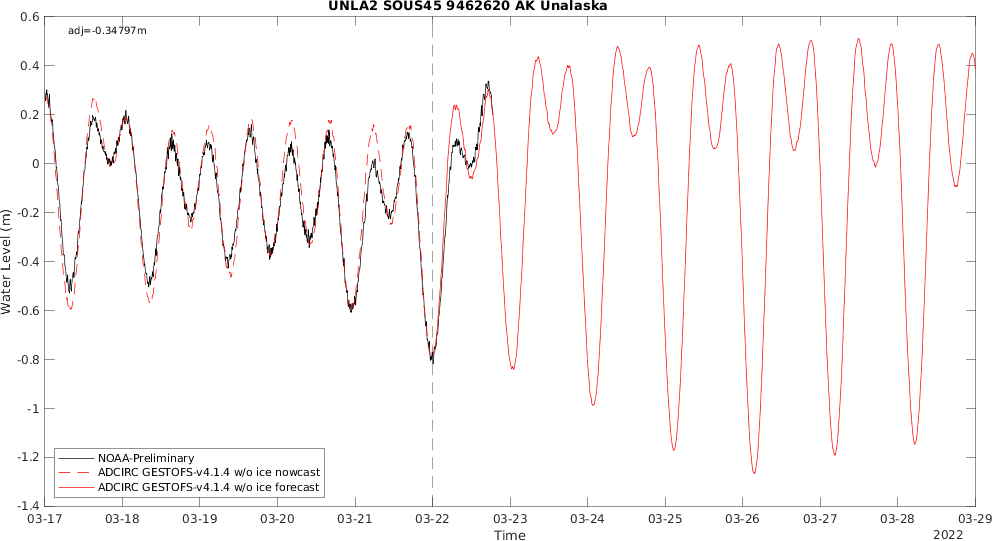 UNLA2 SOUS45 9462620 AK Unalaska
adj=-0.34797m
0.6
0.4
0.2
0
-0.2
-0.4
-0.6
-0.8
-1
-1.2
-1.4
Water Level (m)
NOAA-Preliminary
ADCIRC GESTOFS-v4.1.4 w/o ice nowcast
ADCIRC GESTOFS-v4.1.4 w/o ice forecast
03-17 03-18 03-19 03-20 03-21 03-22 03-23 03-24 03-25 03-26 03-27 03-28 03-29
Time
2022